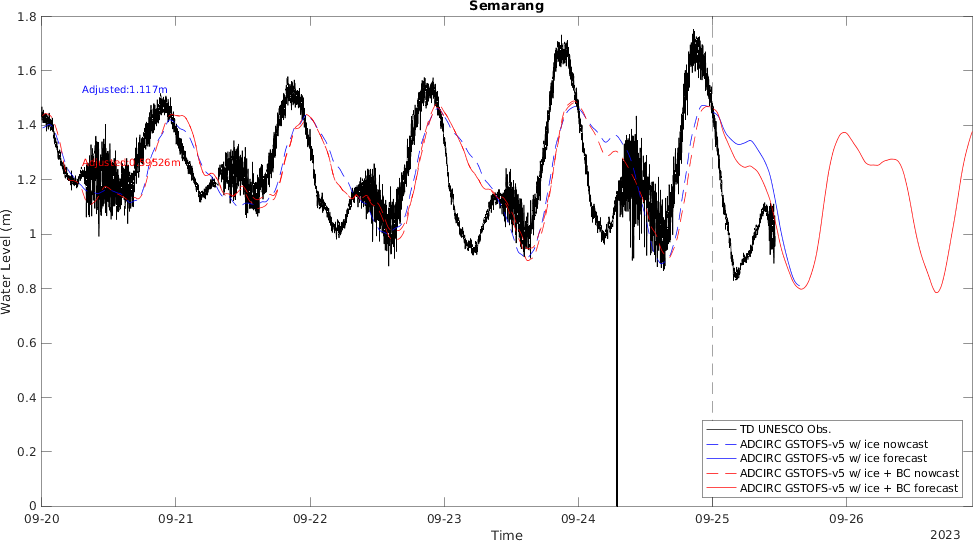 Semarang
1.8
1.6
1.4
1.2
1
0.8
0.6
0.4
0.2
0
Water Level (m)
Adjusted:1.117m
09-20
09-21
09-22
09-23
09-24
09-25
09-26
Time
2023
TD UNESCO Obs.
ADCIRC GSTOFS-v5 w/ ice nowcast
ADCIRC GSTOFS-v5 w/ ice forecast
ADCIRC GSTOFS-v5 w/ ice + BC nowcast
ADCIRC GSTOFS-v5 w/ ice + BC forecast